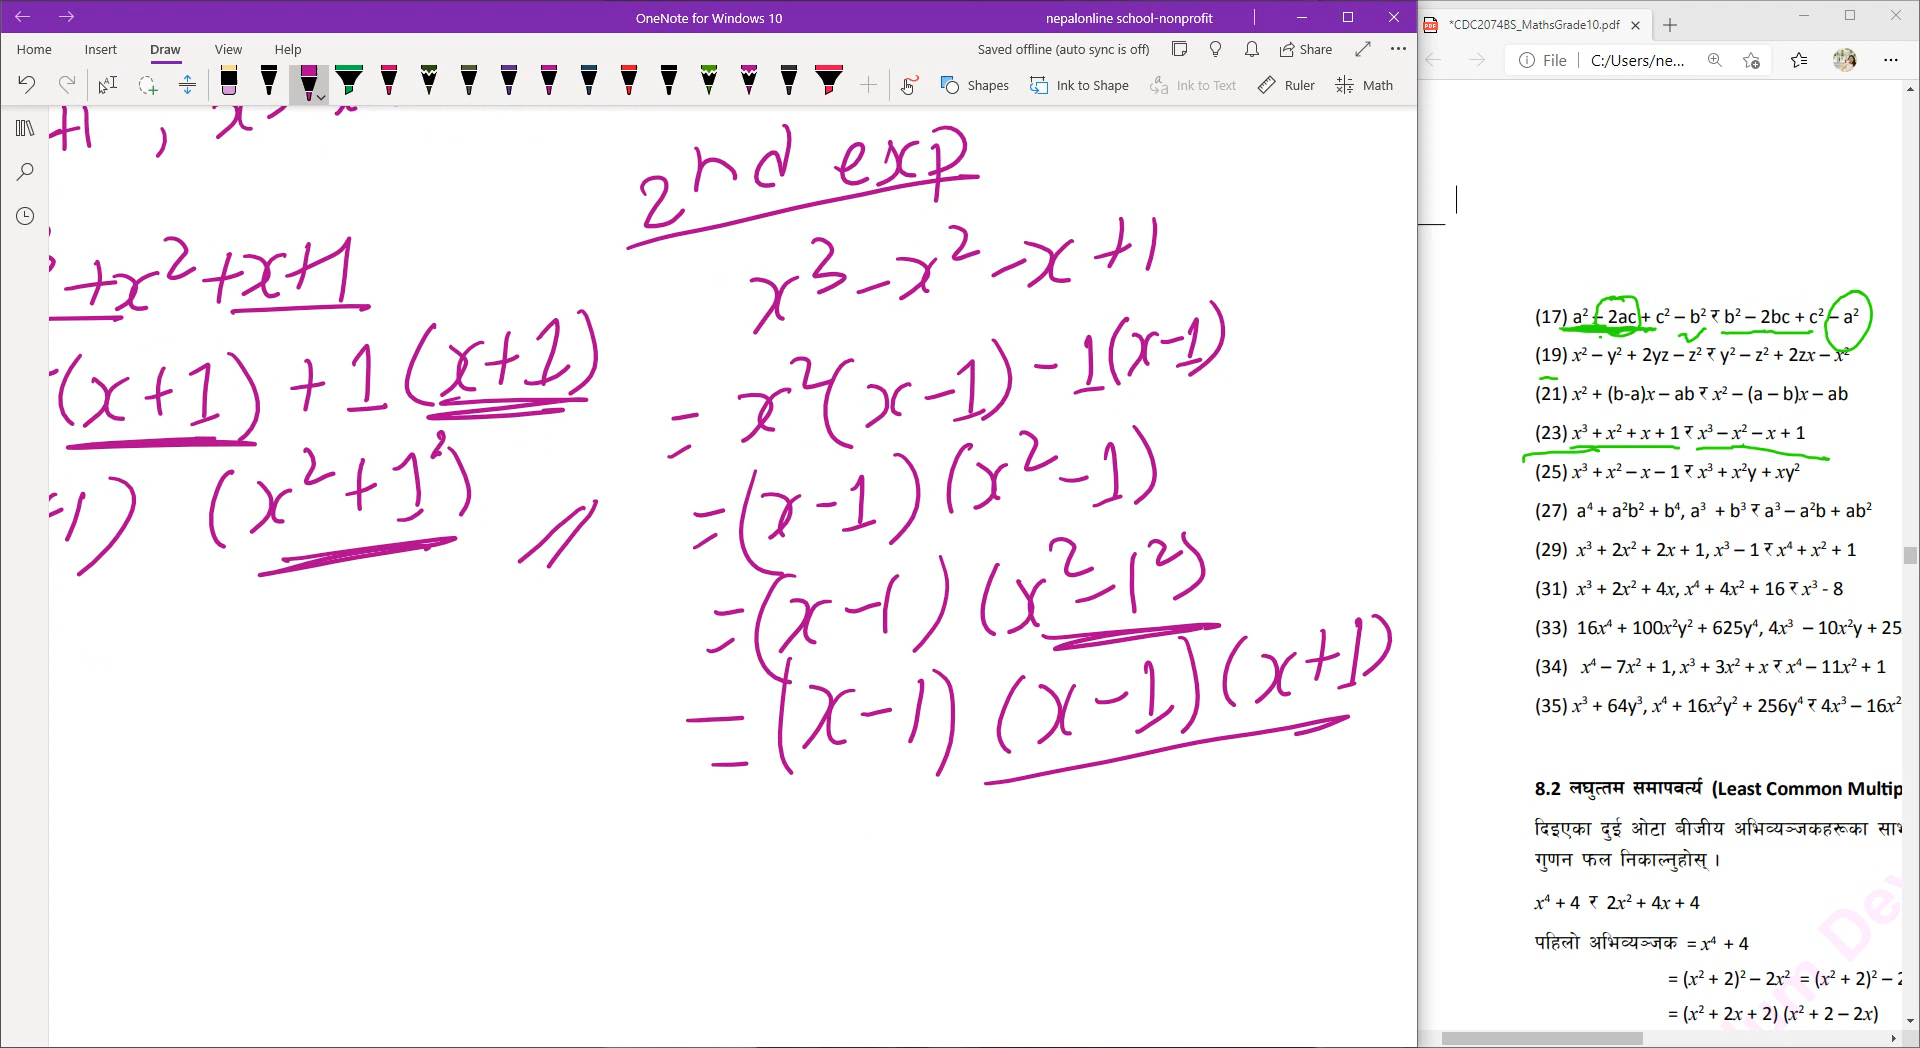 OneNote for Windows 10
nepalonline school-nonprofit
Home Insert Draw View Help
Saved offline (auto sync is off) Share
Shapes Ink to Shape Ink to Text Ruler Math
+1 ,
2nd exp
+x² +x+1
(x+1) +1 (x+1)
(x²+1²)
x³ -x² -x +1
= x²(x-1) -1(x-1)
=(x-1) (x²-1)
=(x-1) (x²-1²)
=(x-1) (x-1) (x+1)
*CDC2074BS_MathsGrade10.pdf
File C:/Users/ne...
(17) a² – 2ac + c² – b² र b² – 2bc + c² – a²
(19) x² – y² + 2yz – z² र y² – z² + 2zx – x²
(21) x² + (b-a)x – ab र x² – (a – b)x – ab
(23) x³ + x² + x + 1 र x³ – x² – x + 1
(25) x³ + x² – x – 1 र x³ + x²y + xy²
(27) a⁴ + a²b² + b⁴, a³ + b³ र a³ – a²b + ab²
(29) x³ + 2x² + 2x + 1, x³ – 1 र x⁴ + x² + 1
(31) x³ + 2x² + 4x, x⁴ + 4x² + 16 र x³ - 8
(33) 16x⁴ + 100x²y² + 625y⁴, 4x³ – 10x²y + 25
(34) x⁴ – 7x² + 1, x³ + 3x² + x र x⁴ – 11x² + 1
(35) x³ + 64y³, x⁴ + 16x²y² + 256y⁴ र 4x³ – 16x²
8.2 लघुत्तम समापवर्त्य (Least Common Multip
दिइएका दुई ओटा बीजीय अभिव्यञ्जकहरूका
गुणन फल निकाल्नुहोस् ।
x⁴ + 4 र 2x² + 4x + 4
पहिलो अभिव्यञ्जक = x⁴ + 4
= (x² + 2)² – 2x² = (x² + 2)² –
= (x² + 2x + 2) (x² + 2 – 2x)